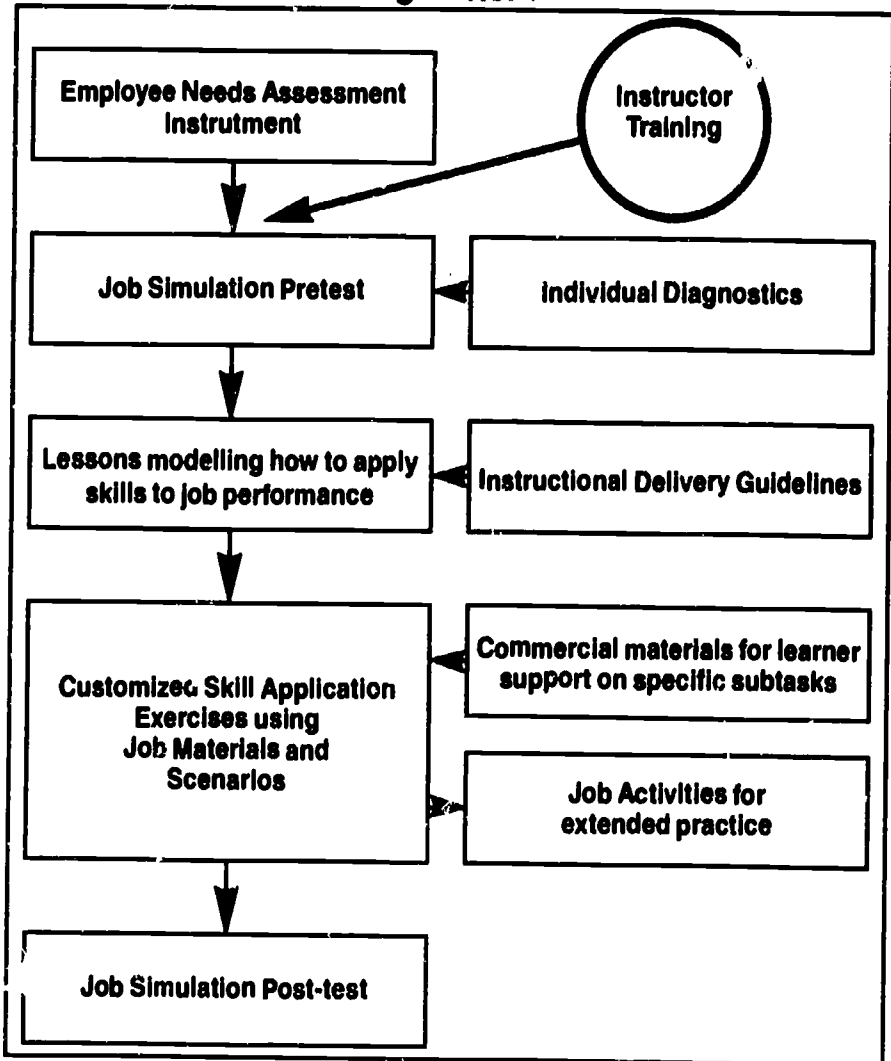 Employee Needs Assessment
Instrutment
Instructor
Training
Job Simulation Pretest
Individual Diagnostics
Lessons modelling how to apply
skills to job performance
Instructional Delivery Guidelines
Customized Skill Application
Exercises using
Job Materials and
Scenarios
Commercial materials for learner
support on specific subtasks
Job Activities for
extended practice
Job Simulation Post-test